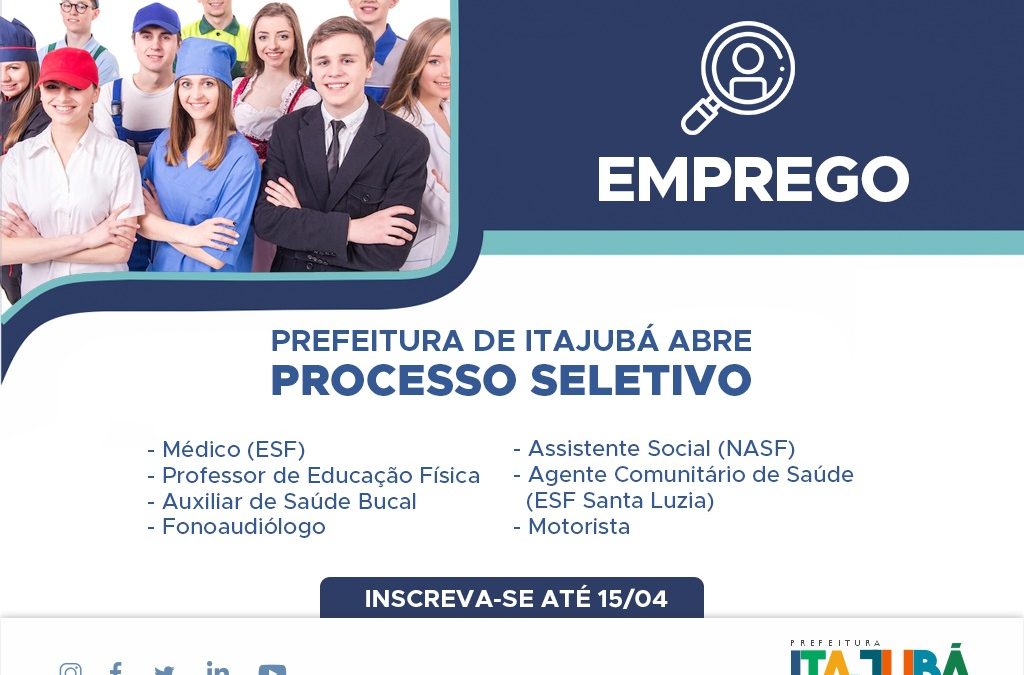 EMPREGO
PREFEITURA DE ITAJUBÁ ABRE
PROCESSO SELETIVO
- Médico (ESF)
- Professor de Educação Física
- Auxiliar de Saúde Bucal
- Fonoaudiólogo
- Assistente Social (NASF)
- Agente Comunitário de Saúde
(ESF Santa Luzia)
- Motorista
INSCREVA-SE ATÉ 15/04
PREFEITURA
ITAJUBÁ